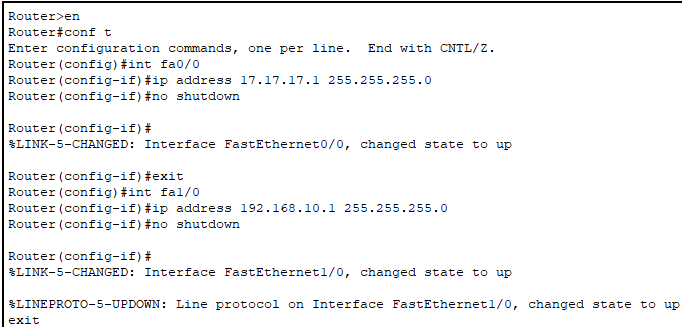 Router>en
Router#conf t
Enter configuration commands, one per line.  End with CNTL/Z.
Router(config)#int fa0/0
Router(config-if)#ip address 17.17.17.1 255.255.255.0
Router(config-if)#no shutdown
Router(config-if)#
%LINK-5-CHANGED: Interface FastEthernet0/0, changed state to up
Router(config-if)#exit
Router(config)#int fa1/0
Router(config-if)#ip address 192.168.10.1 255.255.255.0
Router(config-if)#no shutdown
Router(config-if)#
%LINK-5-CHANGED: Interface FastEthernet1/0, changed state to up
%LINEPROTO-5-UPDOWN: Line protocol on Interface FastEthernet1/0, changed state to up
exit